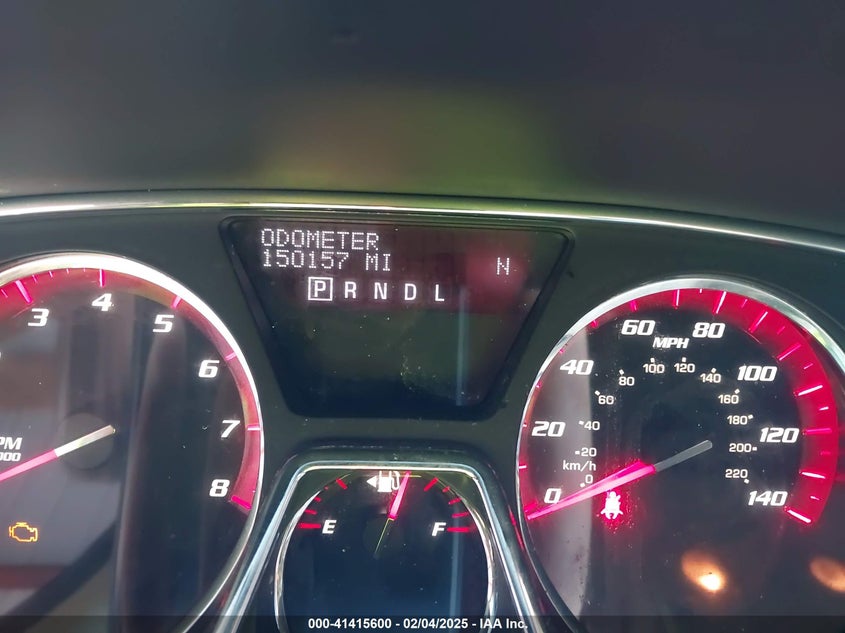 ODOMETER
150157 MI N
P R N D L
3 4 5 6 7 8
PM
000
E F
0 20 40 60 80 100 120 140
MPH
0 20 40 60 80 100 120 140 160 180 200 220
km/h
000-41415600 - 02/04/2025 - IAA Inc.